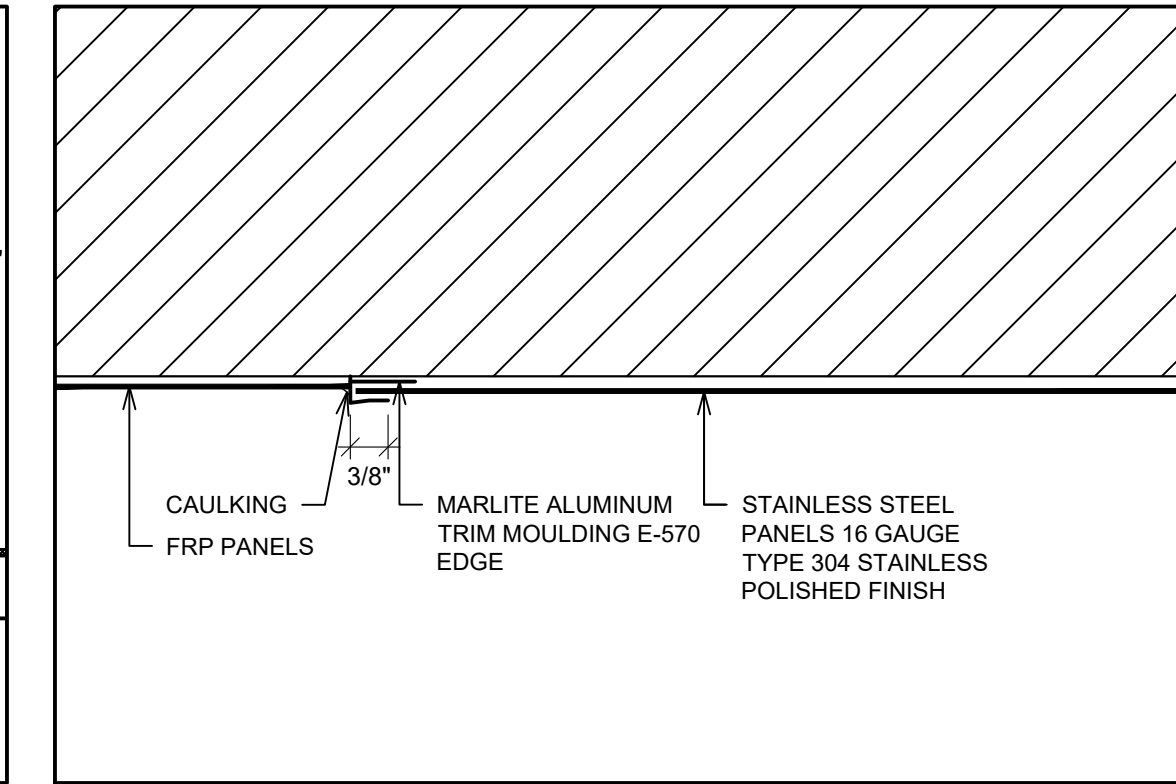 3/8"
CAULKING
FRP PANELS
MARLITE ALUMINUM
TRIM MOULDING E-570
EDGE
STAINLESS STEEL
PANELS 16 GAUGE
TYPE 304 STAINLESS
POLISHED FINISH